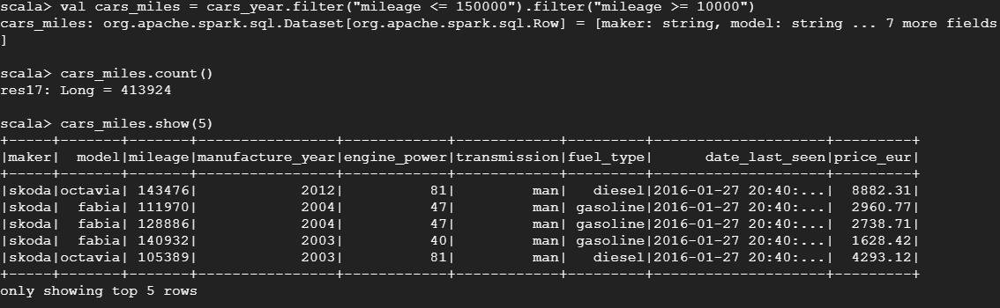 scala> val cars_miles = cars_year.filter("mileage <= 150000").filter("mileage >= 10000")
cars_miles: org.apache.spark.sql.Dataset[org.apache.spark.sql.Row] = [maker: string, model: string ... 7 more fields
]
scala> cars_miles.count()
res17: Long = 413924
scala> cars_miles.show(5)
+-----+-------+-------+----------------+------------+------------+---------+--------------------+---------+
|maker|  model|mileage|manufacture_year|engine_power|transmission|fuel_type|      date_last_seen|price_eur|
+-----+-------+-------+----------------+------------+------------+---------+--------------------+---------+
|skoda|octavia| 143476|            2012|          81|         man|   diesel|2016-01-27 20:40:...|  8882.31|
|skoda|  fabia| 111970|            2004|          47|         man| gasoline|2016-01-27 20:40:...|  2960.77|
|skoda|  fabia| 128886|            2004|          47|         man| gasoline|2016-01-27 20:40:...|  2738.71|
|skoda|  fabia| 140932|            2003|          40|         man| gasoline|2016-01-27 20:40:...|  1628.42|
|skoda|octavia| 105389|            2003|          81|         man|   diesel|2016-01-27 20:40:...|  4293.12|
+-----+-------+-------+----------------+------------+------------+---------+--------------------+---------+
only showing top 5 rows